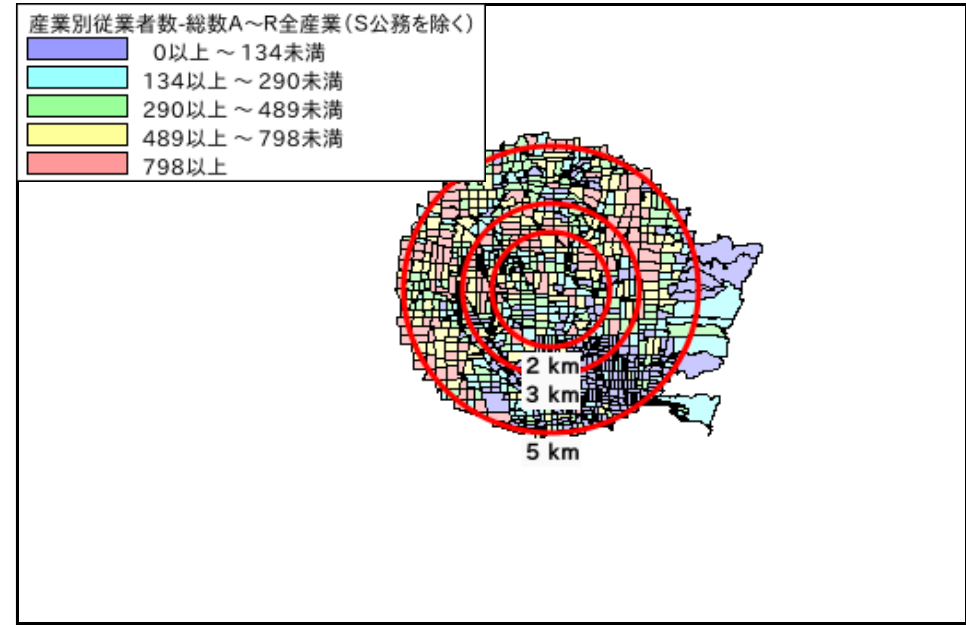 産業別従業者数-総数A～R全産業(S公務を除く)
0以上 ～ 134未満
134以上 ～ 290未満
290以上 ～ 489未満
489以上 ～ 798未満
798以上
2 km
3 km
5 km